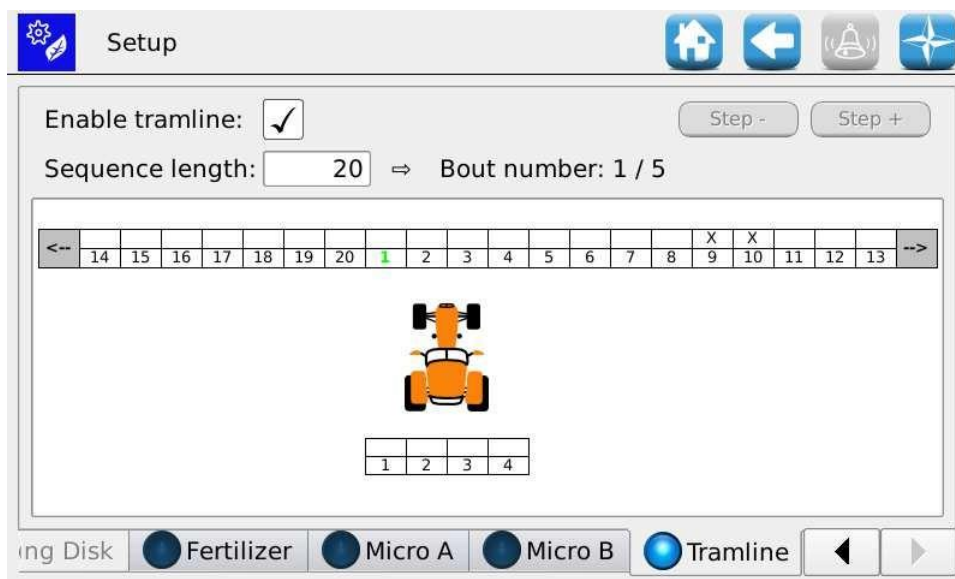 Setup
Enable tramline: ✓ Step - Step +
Sequence length: 20 ⇨ Bout number: 1 / 5
X X
<-- 14 15 16 17 18 19 20 1 2 3 4 5 6 7 8 9 10 11 12 13 -->
1 2 3 4
ng Disk Fertilizer Micro A Micro B Tramline